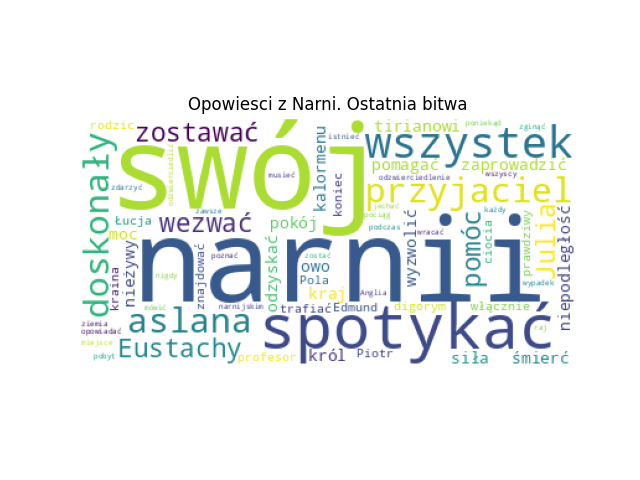 Opowiesci z Narni. Ostatnia bitwa
rodzic
zostawać
swój
istnieć
tirianowi
poniekąd
zginąć
wszystek
doskonały
odzwierciedlić
kalormenu
pomagać
zaprowadzić
musieć
koniec
odzwierciedlenie
wszyscy
zdarzyć
przyjaciel
jechać
Łucja
zawsze
wezwać
pokój
pociąg
podczas
wyzwolić
wracać
pomóc
każdy
ciocia
prawdziwy
Julia
niepodległość
moc
nieżywy
kraina
narnii
znajdować
poznać
odzyskać
zostać
owo
Pola
nigdy
wypadek
kraj
Anglia
mówić
narnijskim
trafiać
Edmund
digorym
włącznie
ziemia
opowiadać
aslana
spotykać
raj
miejsce
pobyt
Eustachy
profesor
król
Piotr
siła
śmierć